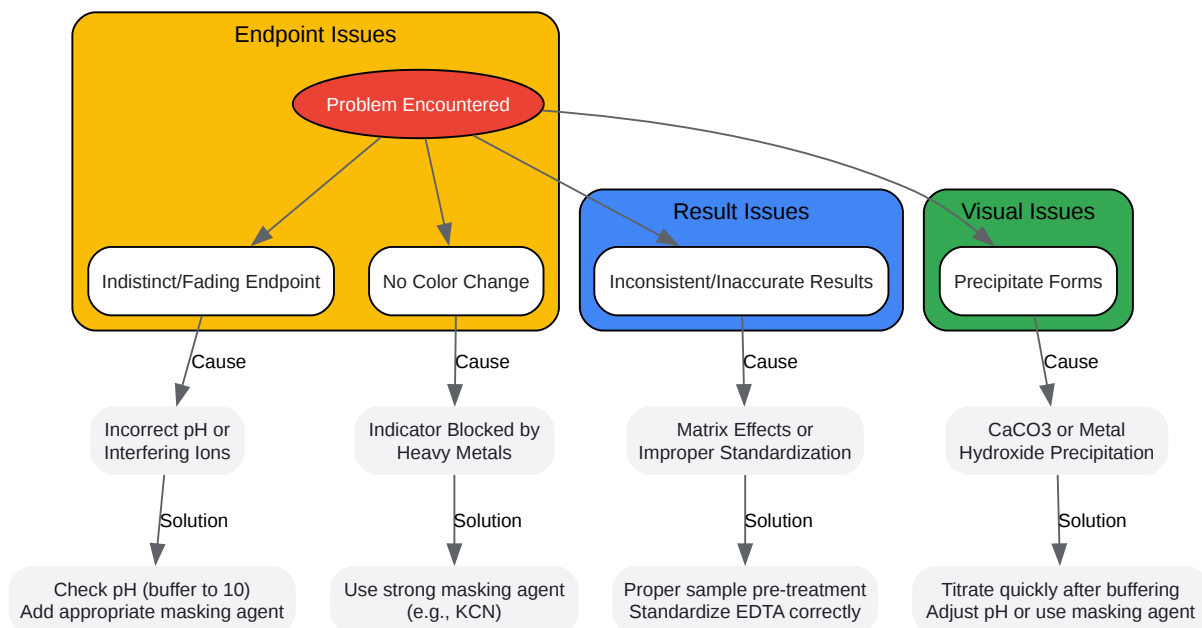 Endpoint Issues
Problem Encountered
Result Issues
Visual Issues
Indistinct/Fading Endpoint
No Color Change
Inconsistent/Inaccurate Results
Precipitate Forms
Cause
Cause
Cause
Cause
Incorrect pH or
Interfering Ions
Indicator Blocked by
Heavy Metals
Matrix Effects or
Improper Standardization
CaCO3 or Metal
Hydroxide Precipitation
Solution
Solution
Solution
Solution
Check pH (buffer to 10)
Add appropriate masking agent
Use strong masking agent
(e.g., KCN)
Proper sample pre-treatment
Standardize EDTA correctly
Titrate quickly after buffering
Adjust pH or use masking agent